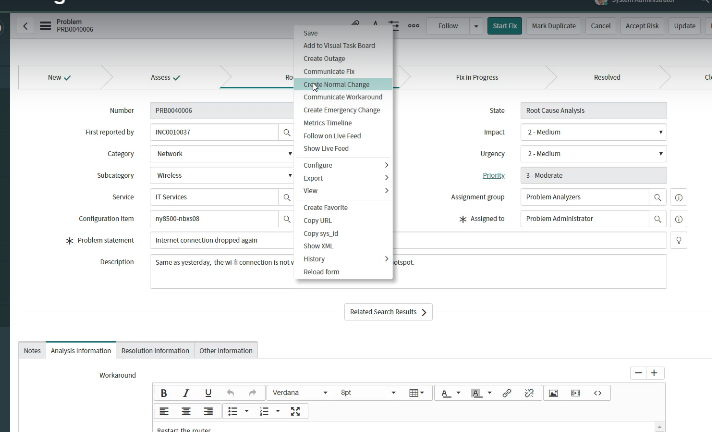 System Administrator
Problem
PRB0040006
Follow
Start Fix
Mark Duplicate
Cancel
Accept Risk
Update
New
Assess
Fix in Progress
Resolved
Save
Add to Visual Task Board
Create Outage
Communicate Fix
Create Normal Change
Communicate Workaround
Create Emergency Change
Metrics Timeline
Follow on Live Feed
Show Live Feed
Configure
Export
View
Create Favorite
Copy URL
Copy sys_id
Show XML
History
Reload form
Number PRB0040006
First reported by INC0010037
Category Network
Subcategory Wireless
Service IT Services
Configuration item ny8500-nbxs08
Problem statement Internet connection dropped again
Description Same as yesterday, the wi-fi connection is not
State Root Cause Analysis
Impact 2 - Medium
Urgency 2 - Medium
Priority 3 - Moderate
Assignment group Problem Analyzers
Assigned to Problem Administrator
Related Search Results
Notes Analysis Information Resolution Information Other Information
Workaround
B I U Verdana 8pt A A
Restart the router